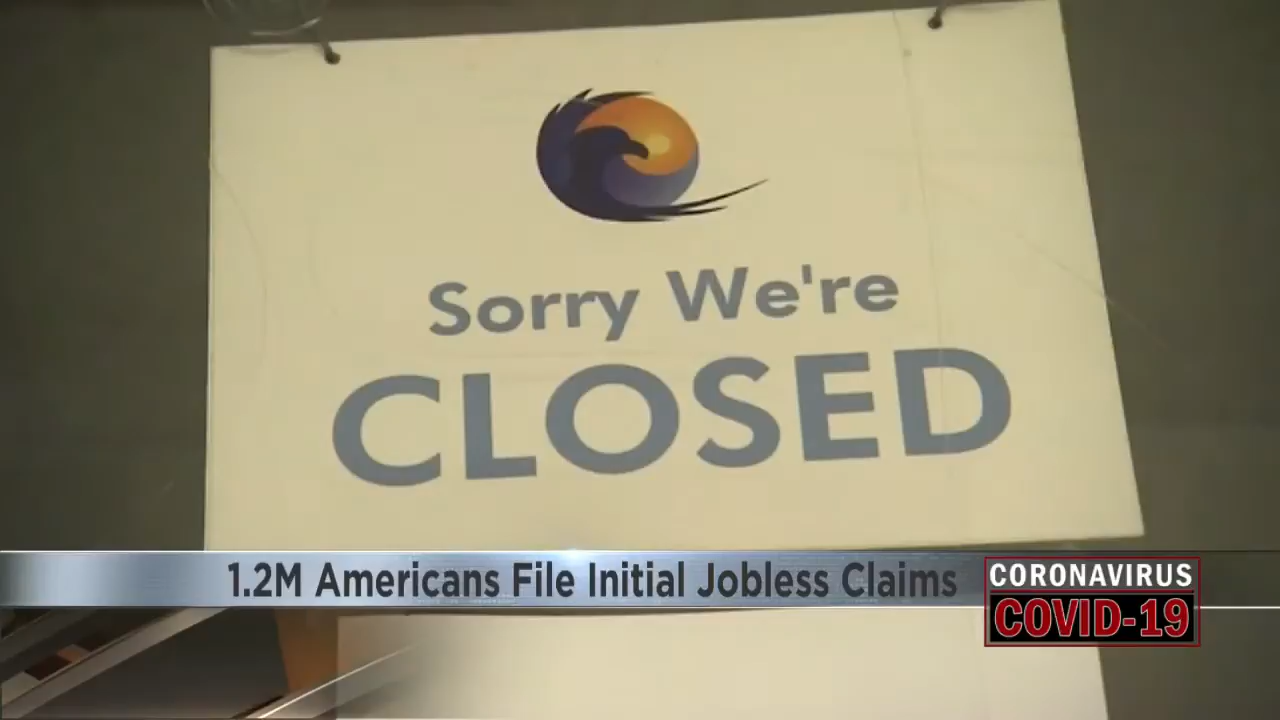 Sorry We're
CLOSED
1.2M Americans File Initial Jobless Claims
CORONAVIRUS
COVID-19